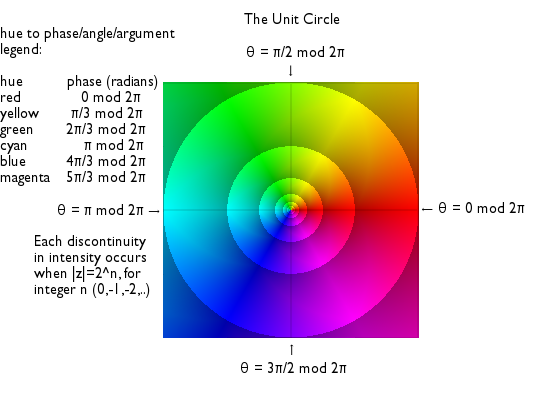 The Unit Circle
hue to phase/angle/argument
legend:
θ = π/2 mod 2π
↓
hue phase (radians)
red 0 mod 2π
yellow π/3 mod 2π
green 2π/3 mod 2π
cyan π mod 2π
blue 4π/3 mod 2π
magenta 5π/3 mod 2π
θ = π mod 2π →
← θ = 0 mod 2π
Each discontinuity
in intensity occurs
when |z|=2^n, for
integer n (0,-1,-2,..)
↑
θ = 3π/2 mod 2π